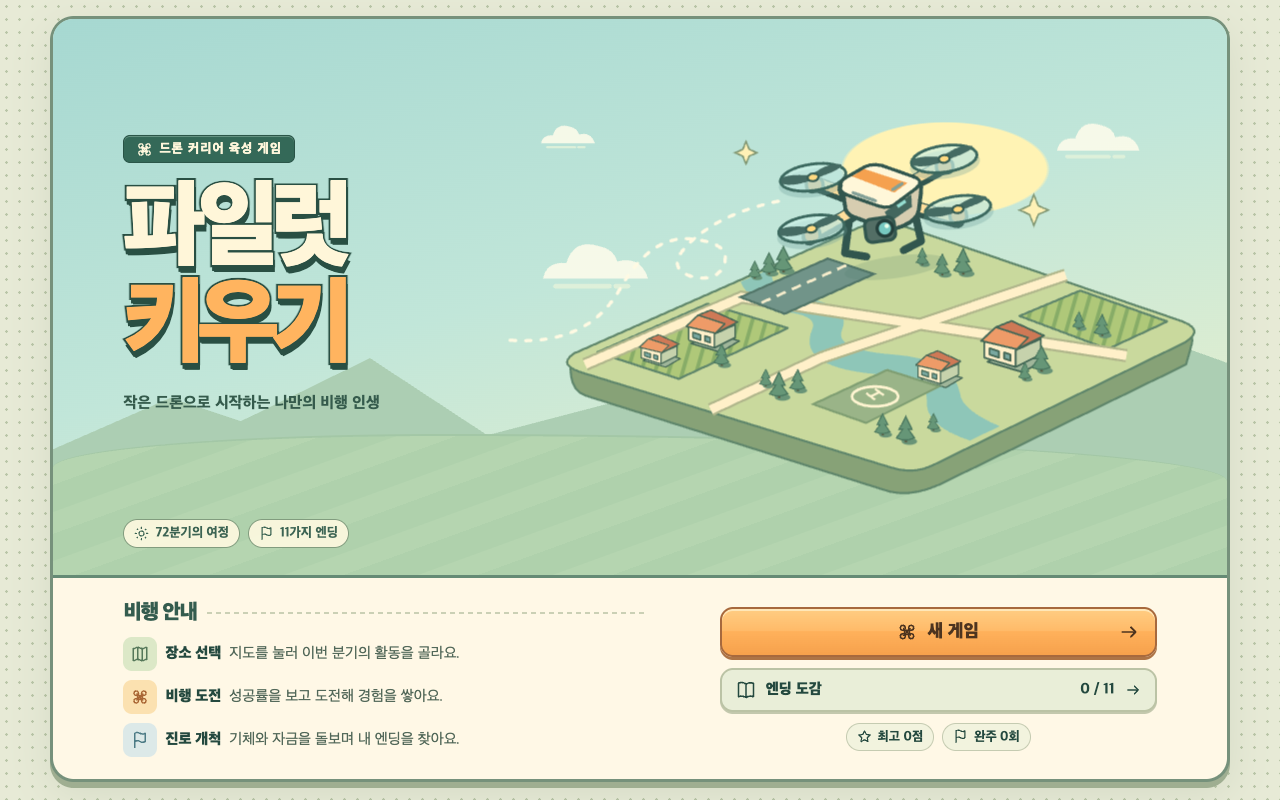 드론 커리어 육성 게임
파일럿
키우기
작은 드론으로 시작하는 나만의 비행 인생
72분기의 여정
11가지 엔딩
H
비행 안내
장소 선택 지도를 눌러 이번 분기의 활동을 골라요.
비행 도전 성공률을 보고 도전해 경험을 쌓아요.
진로 개척 기체와 자금을 돌보며 내 엔딩을 찾아요.
새 게임
엔딩 도감 0 / 11
최고 0점
완주 0회